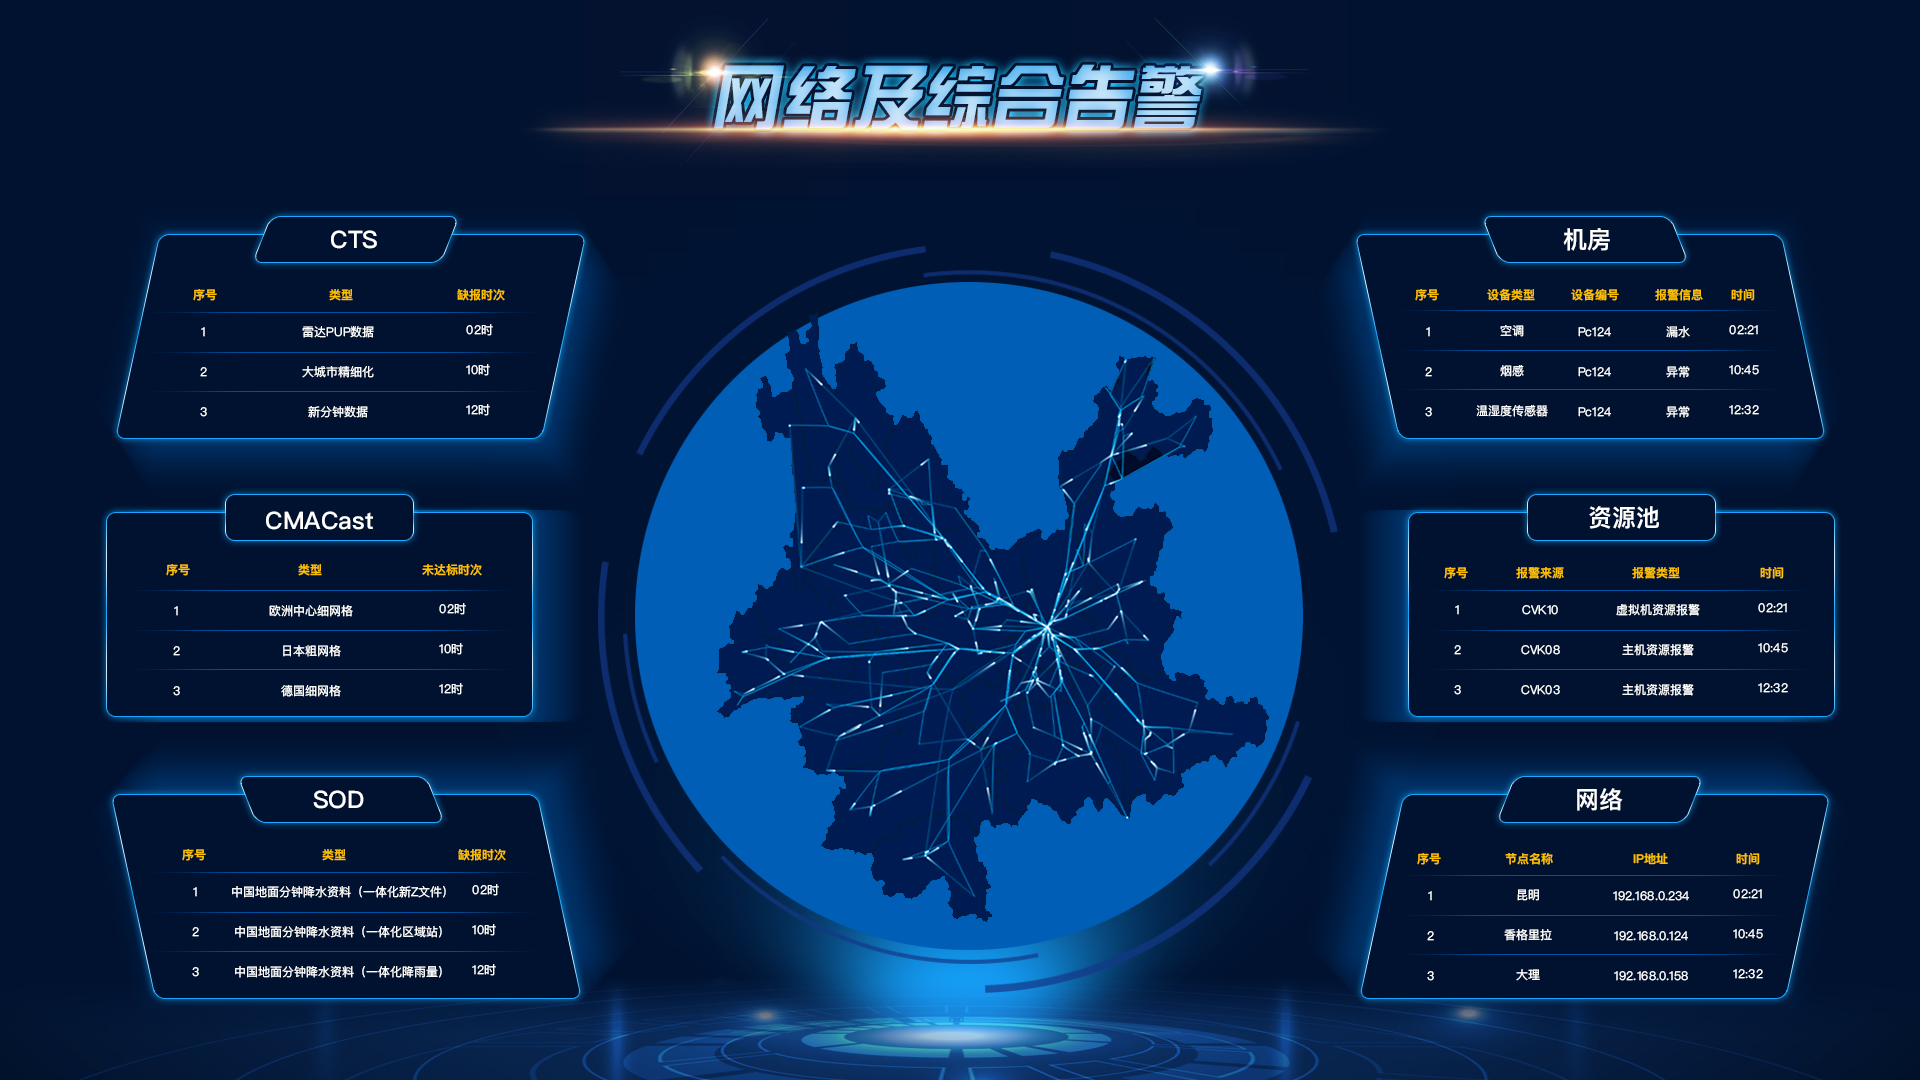 网络及综合告警
CTS
序号 类型 缺报时次
1 雷达PUP数据 02时
2 大城市精细化 10时
3 新分钟数据 12时
CMACast
序号 类型 未达标时次
1 欧洲中心细网格 02时
2 日本粗网格 10时
3 德国细网格 12时
SOD
序号 类型 缺报时次
1 中国地面分钟降水资料（一体化新Z文件） 02时
2 中国地面分钟降水资料（一体化区域站） 10时
3 中国地面分钟降水资料（一体化降雨量） 12时
机房
序号 设备类型 设备编号 报警信息 时间
1 空调 Pc124 漏水 02:21
2 烟感 Pc124 异常 10:45
3 温湿度传感器 Pc124 异常 12:32
资源池
序号 报警来源 报警类型 时间
1 CVK10 虚拟机资源报警 02:21
2 CVK08 主机资源报警 10:45
3 CVK03 主机资源报警 12:32
网络
序号 节点名称 IP地址 时间
1 昆明 192.168.0.234 02:21
2 香格里拉 192.168.0.124 10:45
3 大理 192.168.0.158 12:32